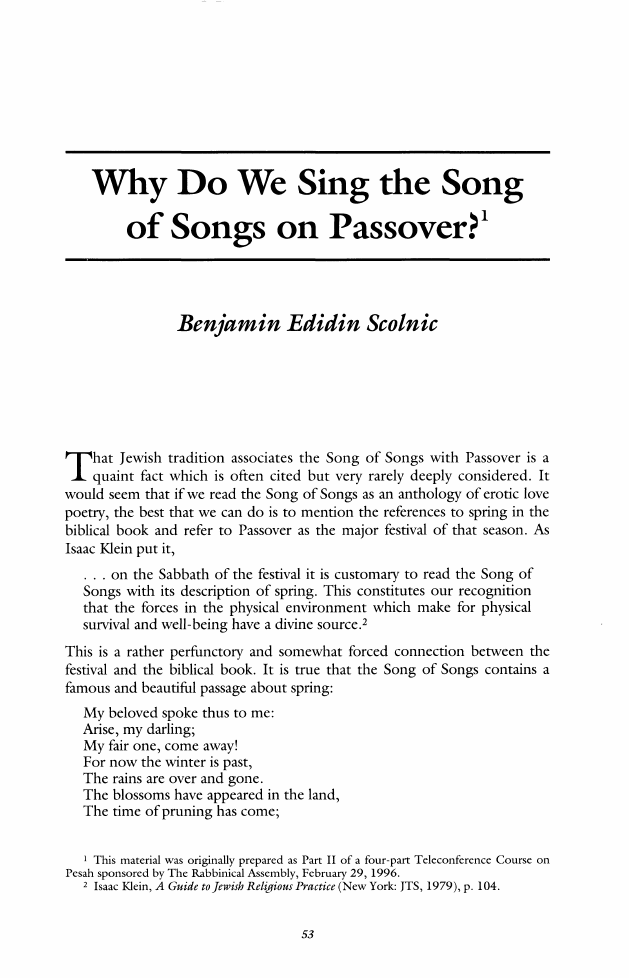 Why Do We Sing the Song
of Songs on Passover?¹
Benjamin Edidin Scolnic
That Jewish tradition associates the Song of Songs with Passover is a
quaint fact which is often cited but very rarely deeply considered. It
would seem that if we read the Song of Songs as an anthology of erotic love
poetry, the best that we can do is to mention the references to spring in the
biblical book and refer to Passover as the major festival of that season. As
Isaac Klein put it,
. . . on the Sabbath of the festival it is customary to read the Song of
Songs with its description of spring. This constitutes our recognition
that the forces in the physical environment which make for physical
survival and well-being have a divine source.²
This is a rather perfunctory and somewhat forced connection between the
festival and the biblical book. It is true that the Song of Songs contains a
famous and beautiful passage about spring:
My beloved spoke thus to me:
Arise, my darling;
My fair one, come away!
For now the winter is past,
The rains are over and gone.
The blossoms have appeared in the land,
The time of pruning has come;
¹ This material was originally prepared as Part II of a four-part Teleconference Course on
Pesah sponsored by The Rabbinical Assembly, February 29, 1996.
² Isaac Klein, A Guide to Jewish Religious Practice (New York: JTS, 1979), p. 104.
53